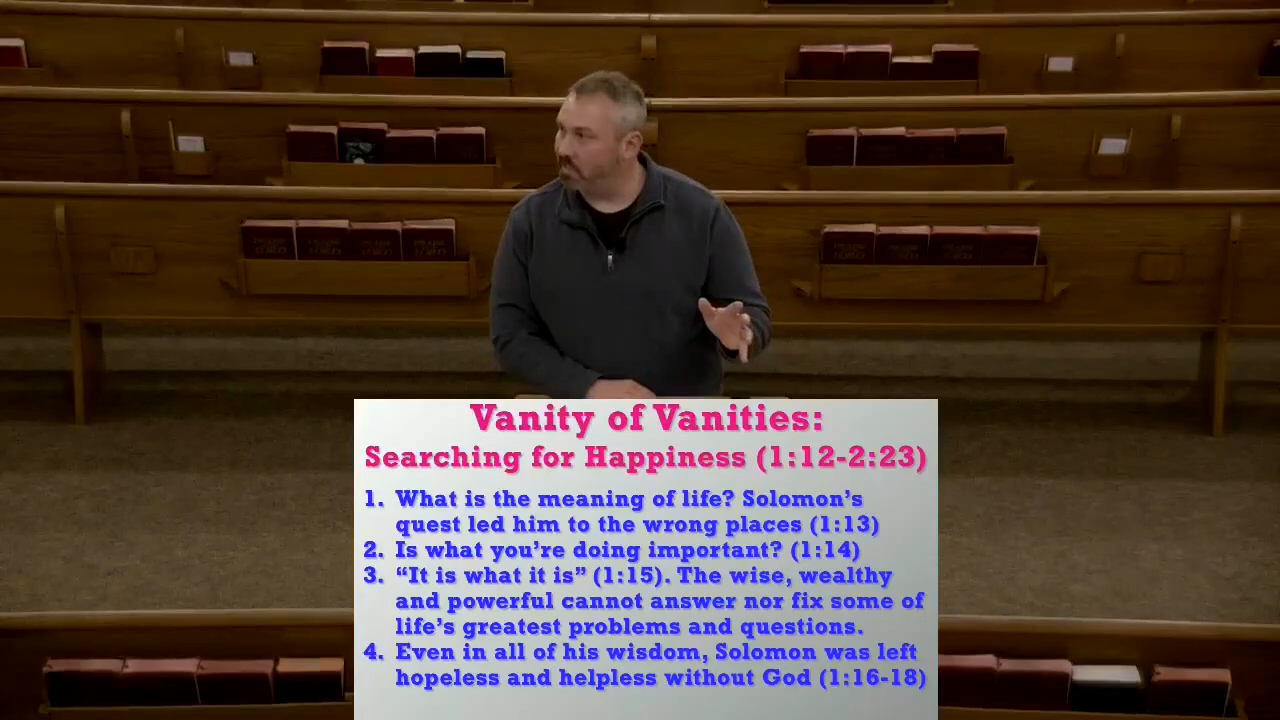 Vanity of Vanities:
Searching for Happiness (1:12-2:23)
1. What is the meaning of life? Solomon’s
quest led him to the wrong places (1:13)
2. Is what you’re doing important? (1:14)
3. “It is what it is” (1:15). The wise, wealthy
and powerful cannot answer nor fix some of
life’s greatest problems and questions.
4. Even in all of his wisdom, Solomon was left
hopeless and helpless without God (1:16-18)